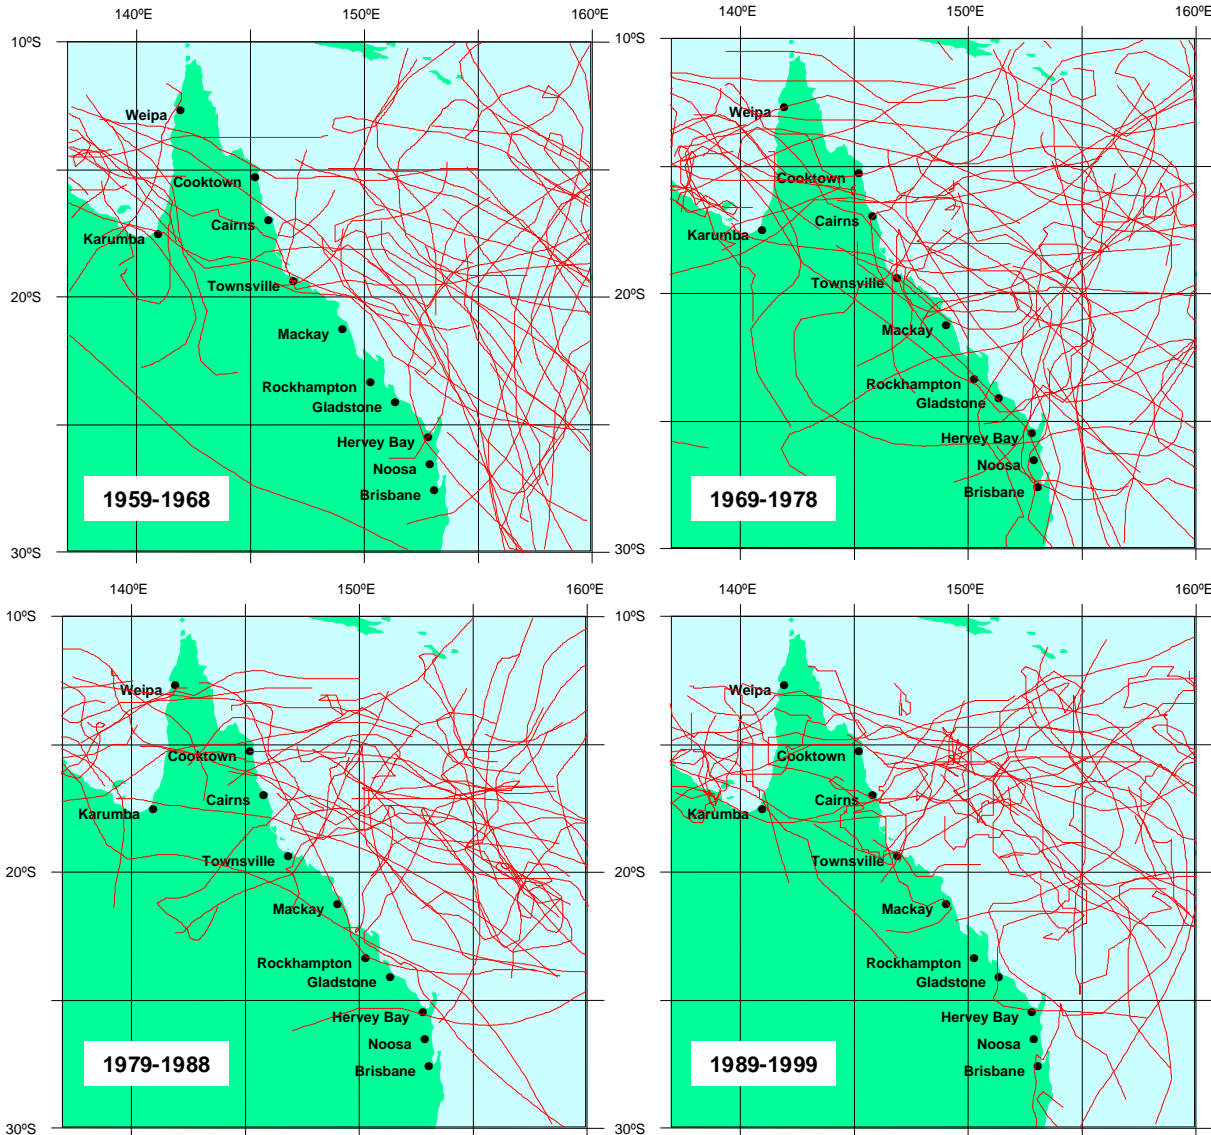 140ºE 150ºE 160ºE
10ºS
Weipa
Cooktown
Cairns
Karumba
Townsville
20ºS
Mackay
Rockhampton
Gladstone
Hervey Bay
Noosa
Brisbane
1959-1968
30ºS
140ºE 150ºE 160ºE
10ºS
Weipa
Cooktown
Cairns
Karumba
Townsville
20ºS
Mackay
Rockhampton
Gladstone
Hervey Bay
Noosa
Brisbane
1969-1978
30ºS
140ºE 150ºE 160ºE
10ºS
Weipa
Cooktown
Cairns
Karumba
Townsville
20ºS
Mackay
Rockhampton
Gladstone
Hervey Bay
Noosa
Brisbane
1979-1988
30ºS
140ºE 150ºE 160ºE
10ºS
Weipa
Cooktown
Cairns
Karumba
Townsville
20ºS
Mackay
Rockhampton
Gladstone
Hervey Bay
Noosa
Brisbane
1989-1999
30ºS